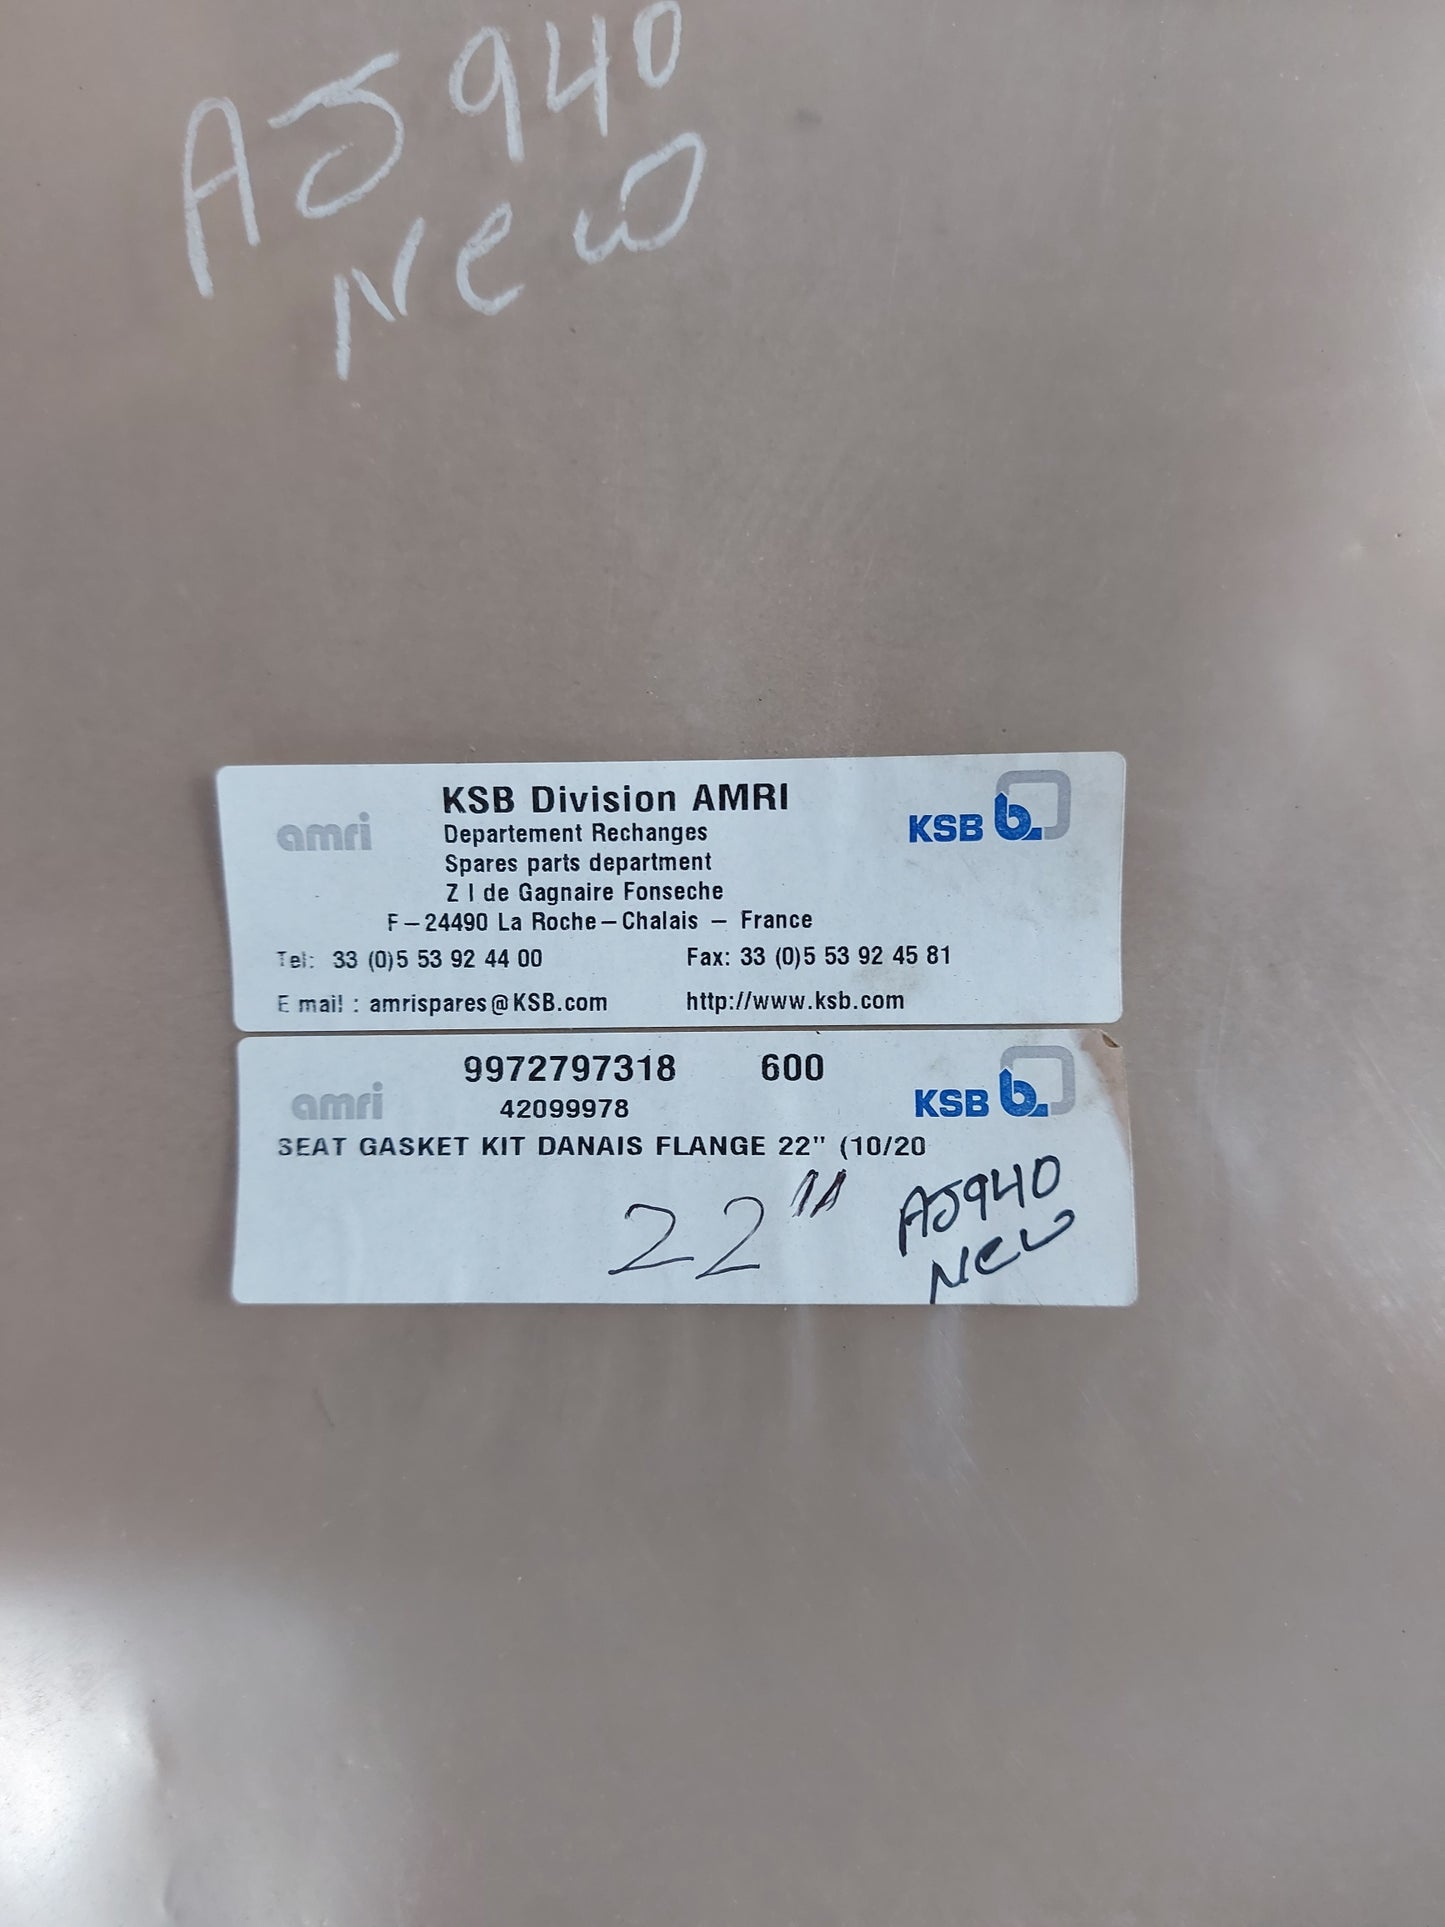 AJ940
New
amri
KSB Division AMRI
KSB b.
Departement Rechanges
Spares parts department
Z I de Gagnaire Fonseche
F-24490 La Roche-Chalais - France
Tel: 33 (0)5 53 92 44 00 Fax: 33 (0)5 53 92 45 81
E mail : amrispares@KSB.com http://www.ksb.com
9972797318 600
amri
42099978
KSB b.
SEAT GASKET KIT DANAIS FLANGE 22" (10/20
22"
AJ940
New